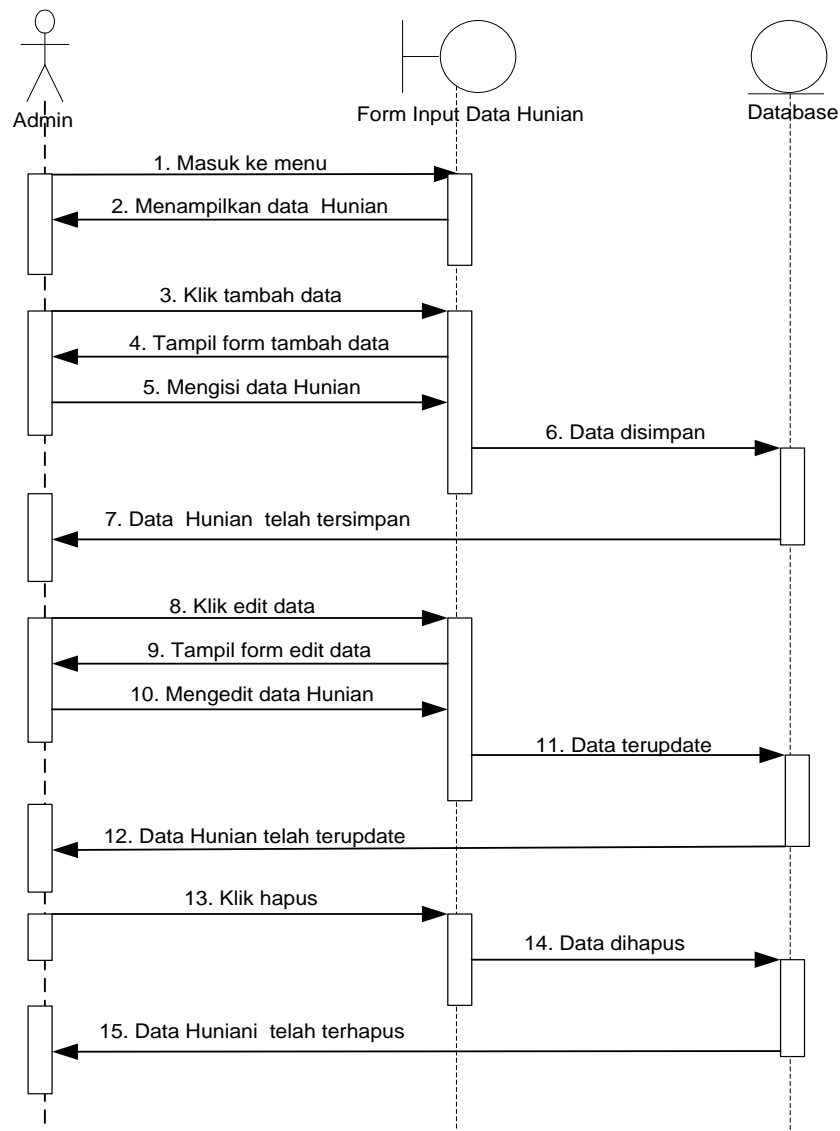 Admin
Form Input Data Hunian
Database
1. Masuk ke menu
2. Menampilkan data  Hunian
3. Klik tambah data
4. Tampil form tambah data
5. Mengisi data Hunian
6. Data disimpan
7. Data  Hunian  telah tersimpan
8. Klik edit data
9. Tampil form edit data
10. Mengedit data Hunian
11. Data terupdate
12. Data Hunian telah terupdate
13. Klik hapus
14. Data dihapus
15. Data Huniani  telah terhapus